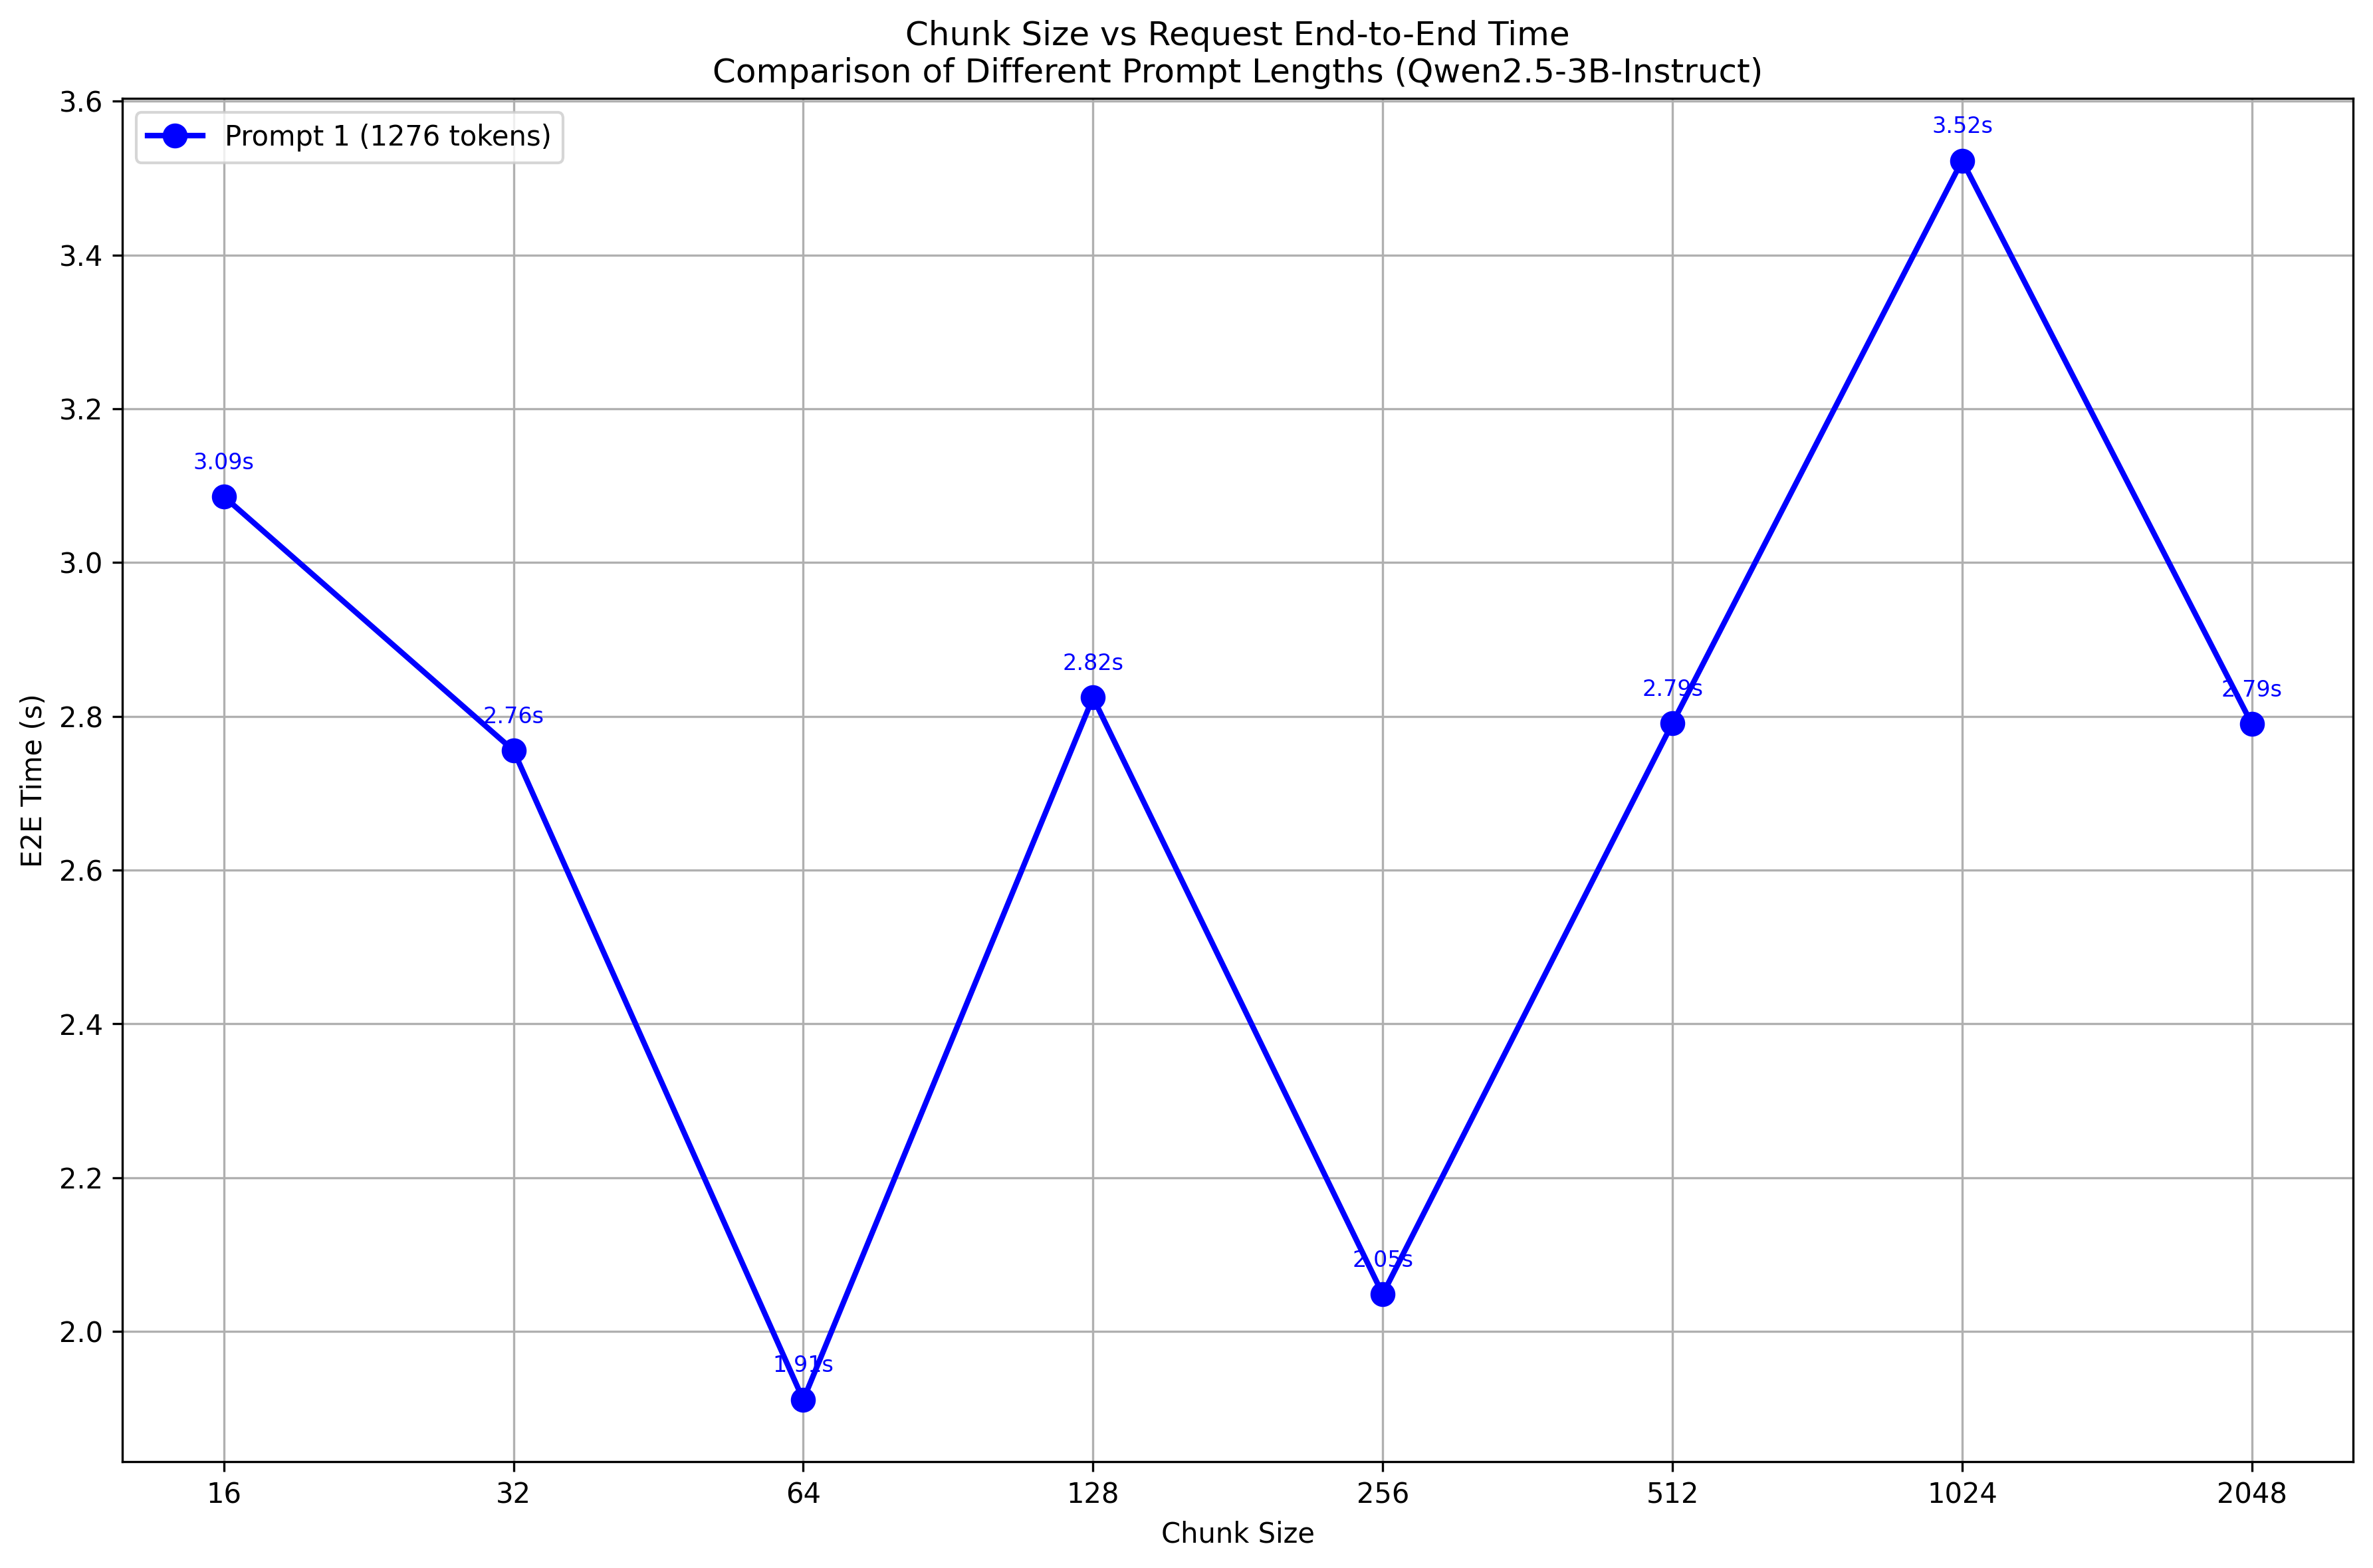 Chunk Size vs Request End-to-End Time
Comparison of Different Prompt Lengths (Qwen2.5-3B-Instruct)
Prompt 1 (1276 tokens)
E2E Time (s)
3.6
3.4
3.2
3.0
2.8
2.6
2.4
2.2
2.0
3.09s
2.76s
1.91s
2.82s
2.05s
2.79s
3.52s
2.79s
16 32 64 128 256 512 1024 2048
Chunk Size